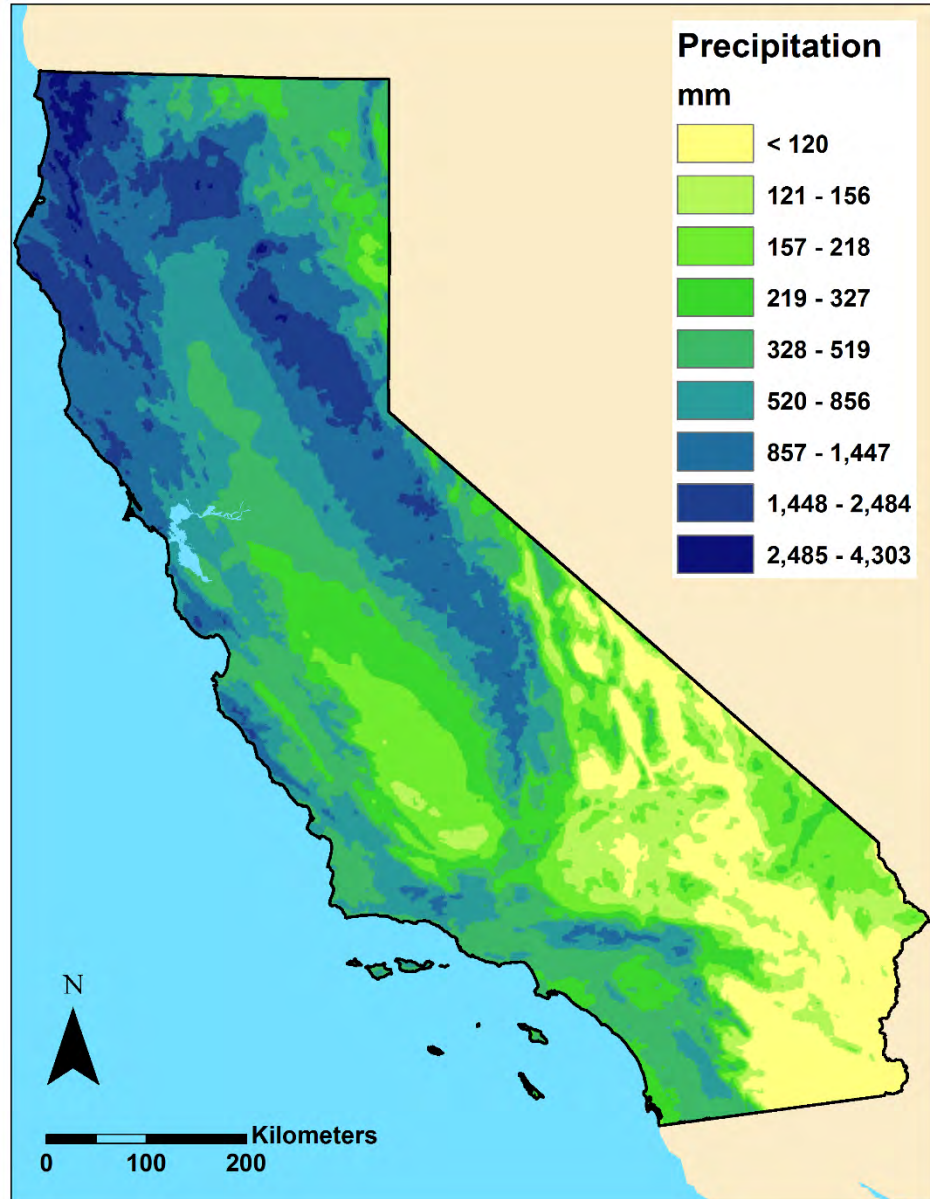 Precipitation
mm
< 120
121 - 156
157 - 218
219 - 327
328 - 519
520 - 856
857 - 1,447
1,448 - 2,484
2,485 - 4,303
N
Kilometers
0 100 200